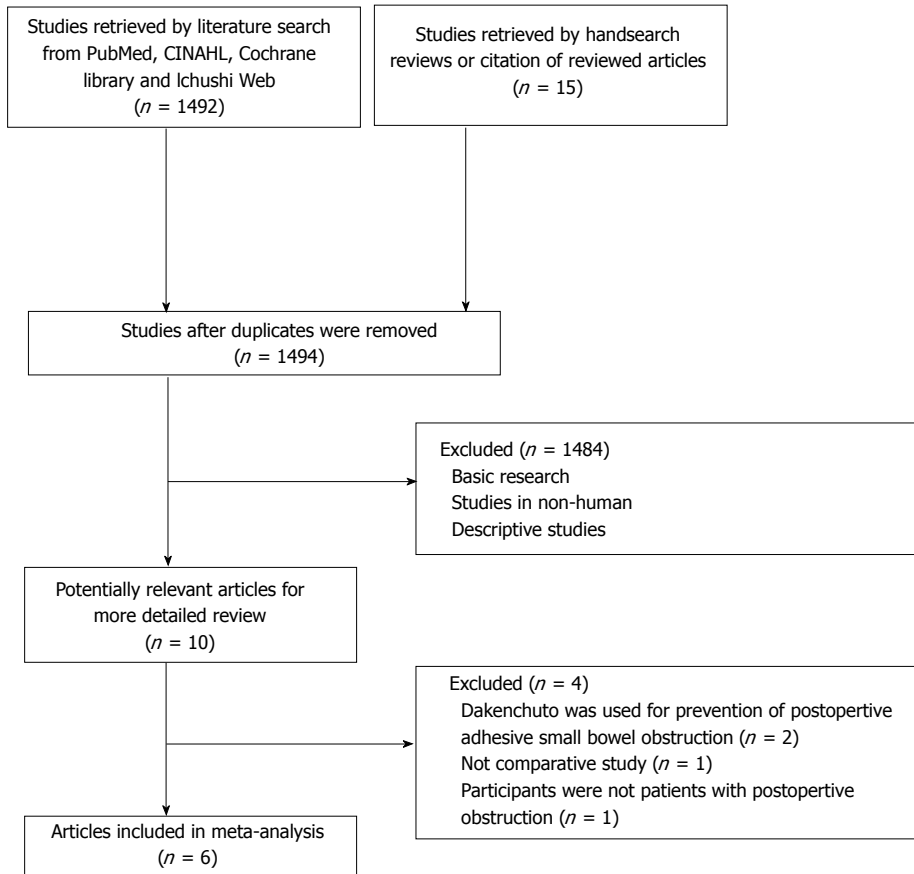 Studies retrieved by literature search
from PubMed, CINAHL, Cochrane
library and Ichushi Web
(n = 1492)
Studies retrieved by handsearch
reviews or citation of reviewed articles
(n = 15)
Studies after duplicates were removed
(n = 1494)
Excluded (n = 1484)
Basic research
Studies in non-human
Descriptive studies
Potentially relevant articles for
more detailed review
(n = 10)
Excluded (n = 4)
Dakenchuto was used for prevention of postopertive
adhesive small bowel obstruction (n = 2)
Not comparative study (n = 1)
Participants were not patients with postopertive
obstruction (n = 1)
Articles included in meta-analysis
(n = 6)